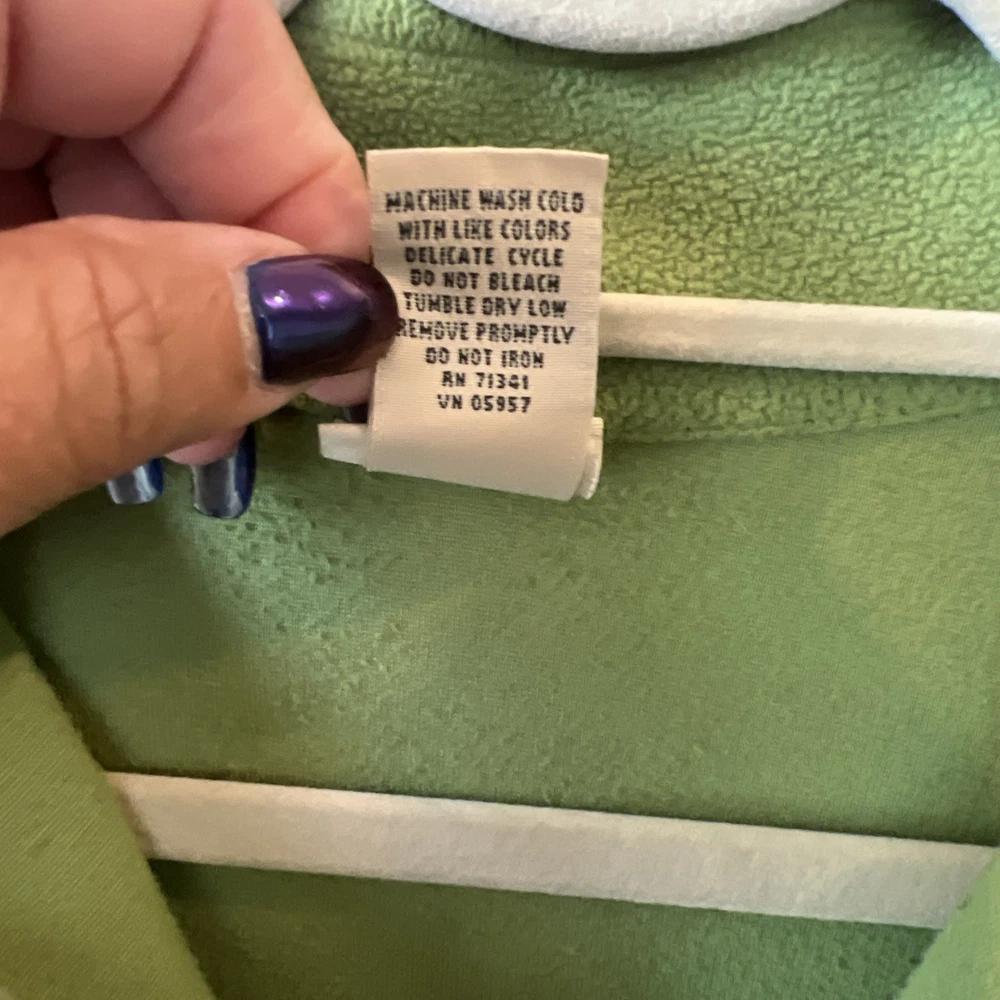 MACHINE WASH COLD
WITH LIKE COLORS
DELICATE CYCLE
DO NOT BLEACH
TUMBLE DRY LOW
REMOVE PROMPTLY
DO NOT IRON
RN 71341
VN 05957